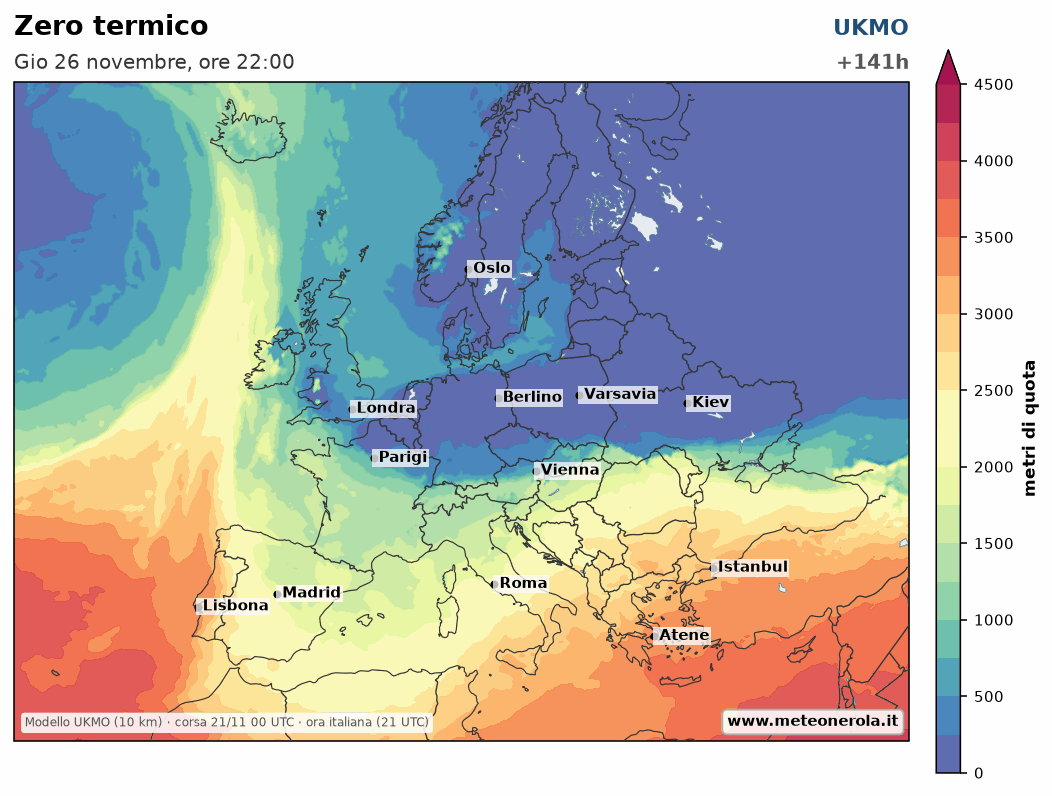 Zero termico
UKMO
Gio 26 novembre, ore 22:00
+141h
4500
4000
3500
3000
2500
2000
1500
1000
500
0
metri di quota
Oslo
Londra
Berlino
Varsavia
Kiev
Parigi
Vienna
Istanbul
Roma
Madrid
Lisbona
Atene
Modello UKMO (10 km) · corsa 21/11 00 UTC · ora italiana (21 UTC)
www.meteonerola.it